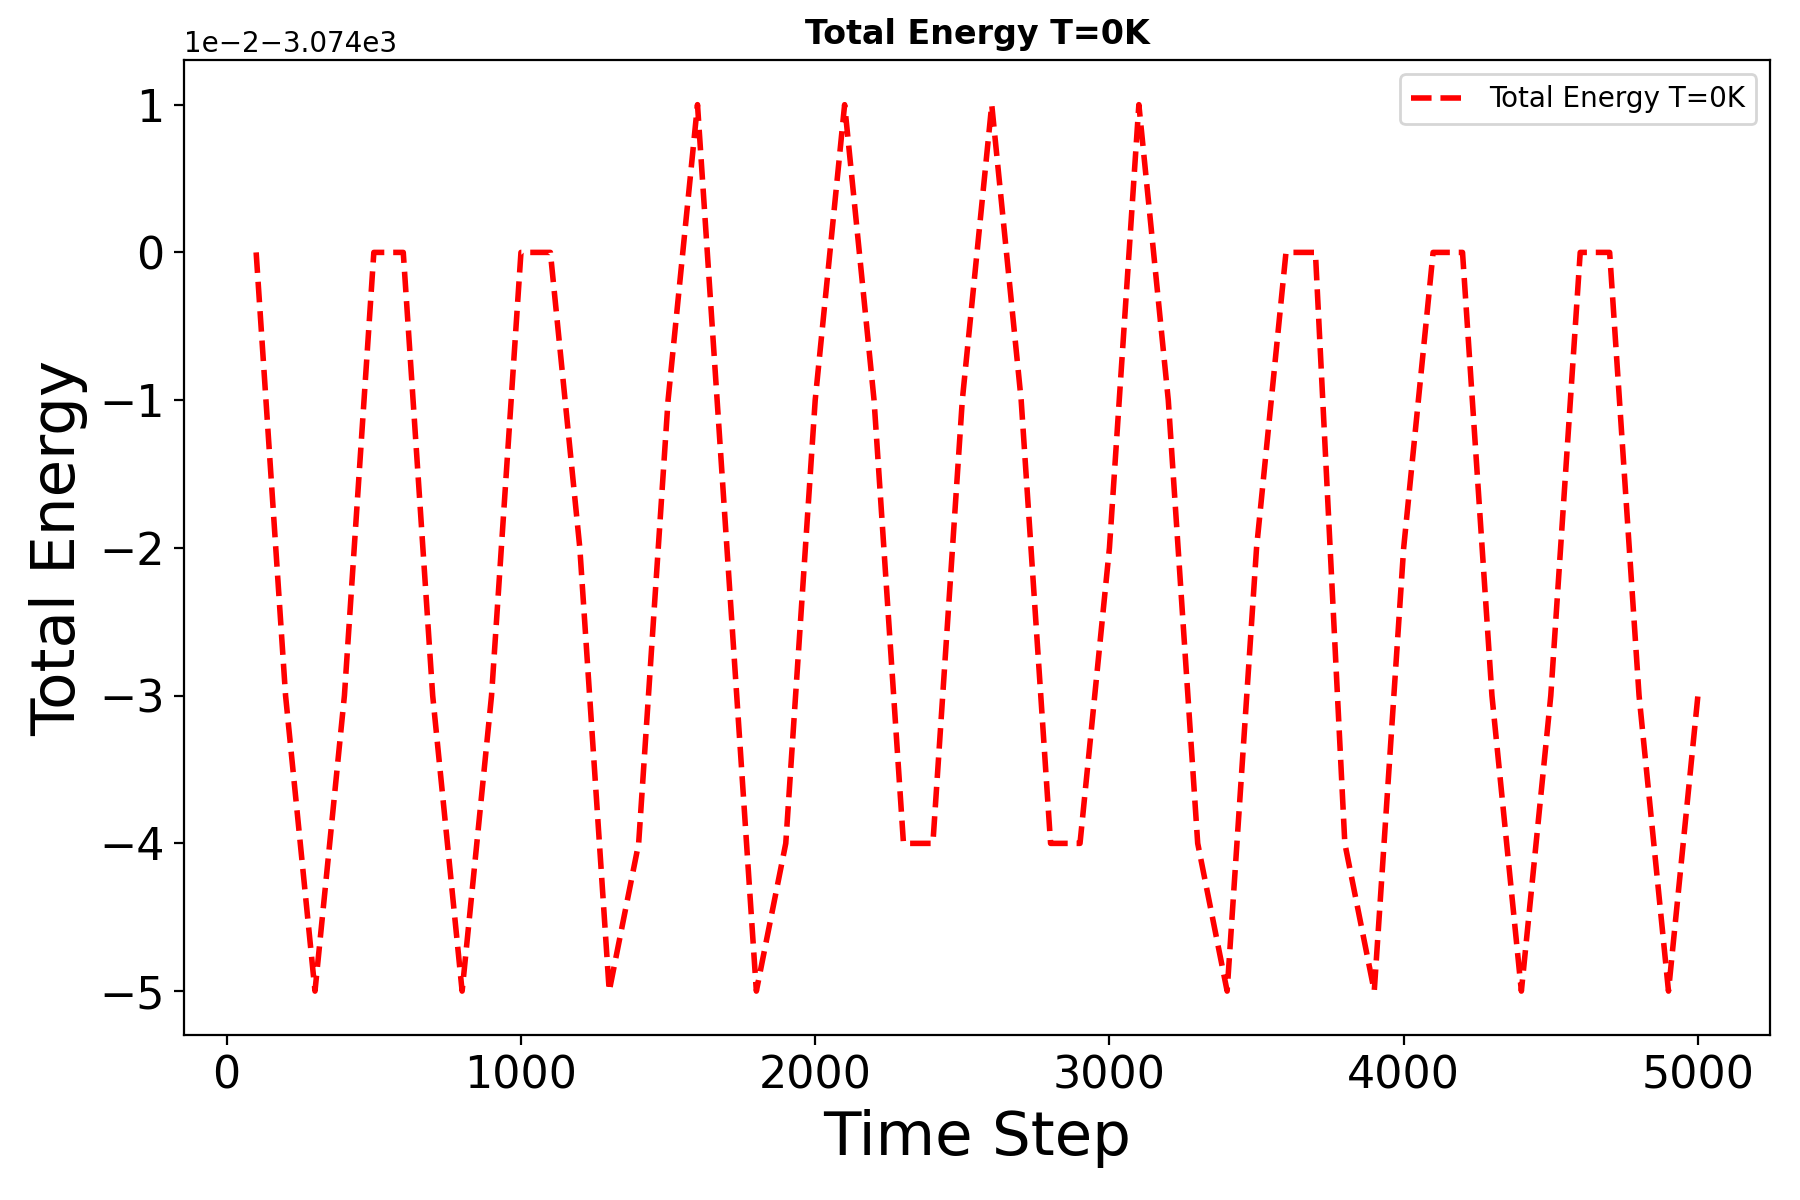 Total Energy T=0K
1e−2−3.074e3
Total Energy T=0K
1
0
−1
−2
−3
−4
−5
Total Energy
0 1000 2000 3000 4000 5000
Time Step